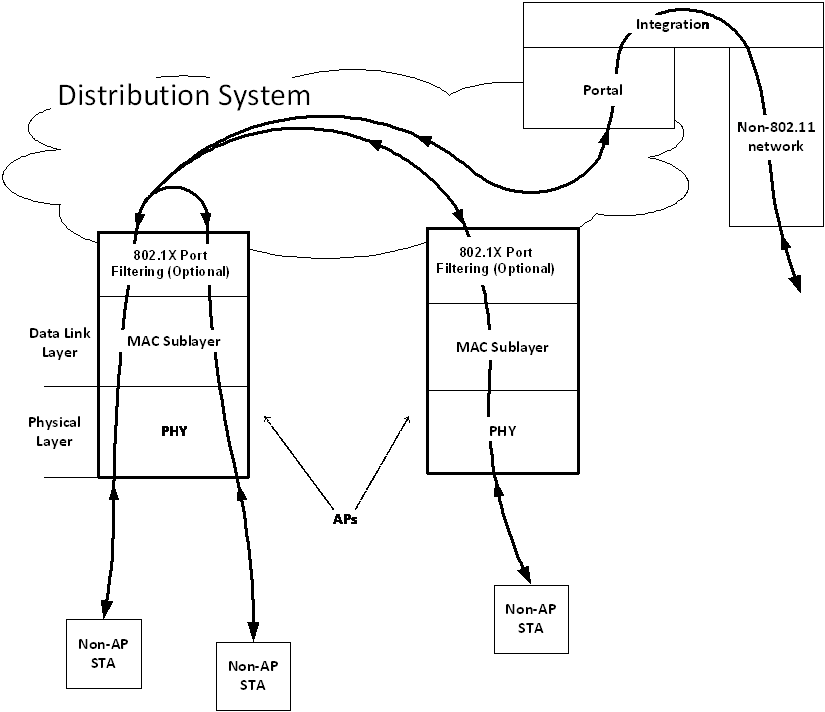 Integration
Distribution System
Portal
Non-802.11
network
802.1X Port
Filtering (Optional)
802.1X Port
Filtering (Optional)
Data Link
Layer
MAC Sublayer
MAC Sublayer
Physical
Layer
PHY
PHY
APs
Non-AP
STA
Non-AP
STA
Non-AP
STA